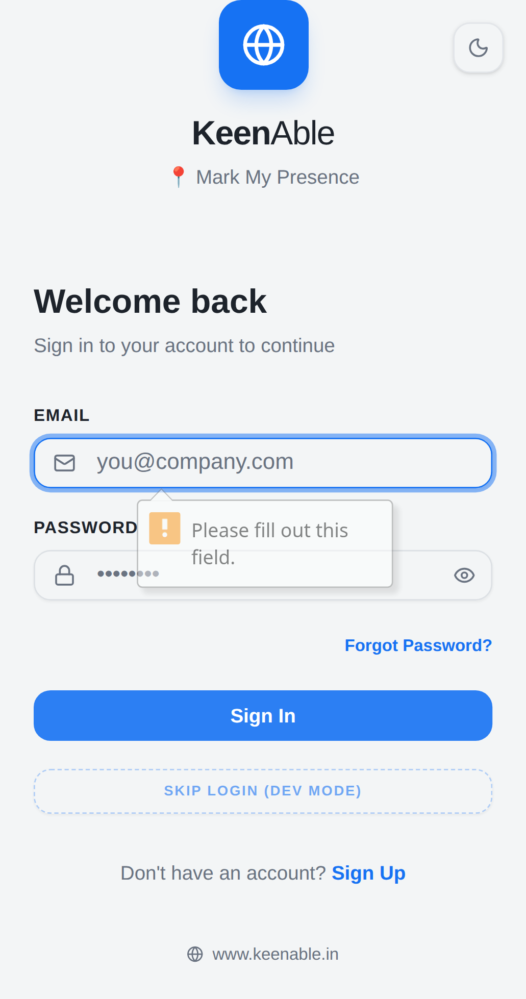 KeenAble
📍 Mark My Presence
Welcome back
Sign in to your account to continue
EMAIL
you@company.com
PASSWORD
Please fill out this
field.
••••••••
Forgot Password?
Sign In
SKIP LOGIN (DEV MODE)
Don't have an account? Sign Up
www.keenable.in